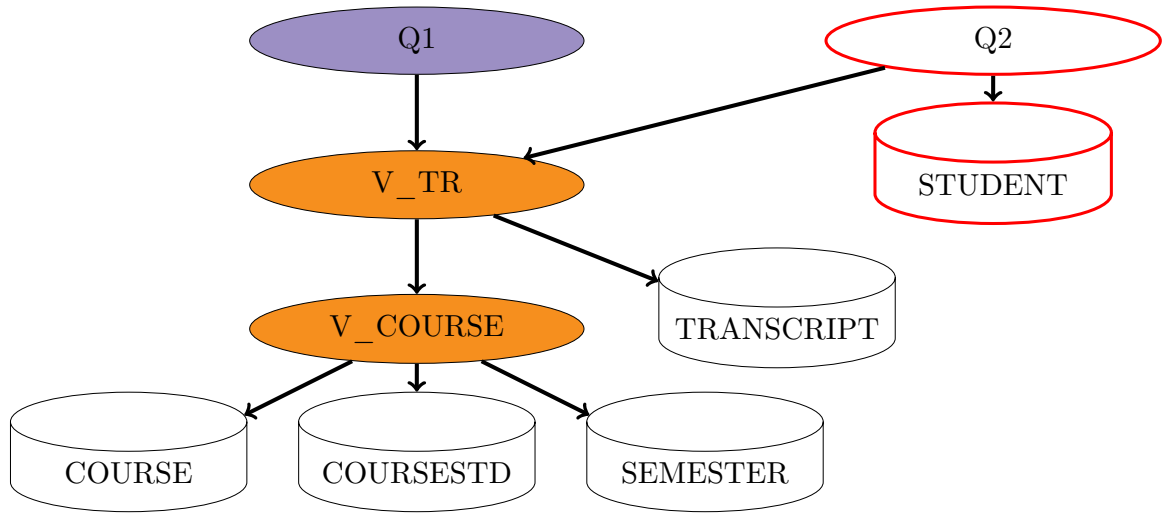 Q1
Q2
V_TR
STUDENT
V_COURSE
TRANSCRIPT
COURSE
COURSESTD
SEMESTER